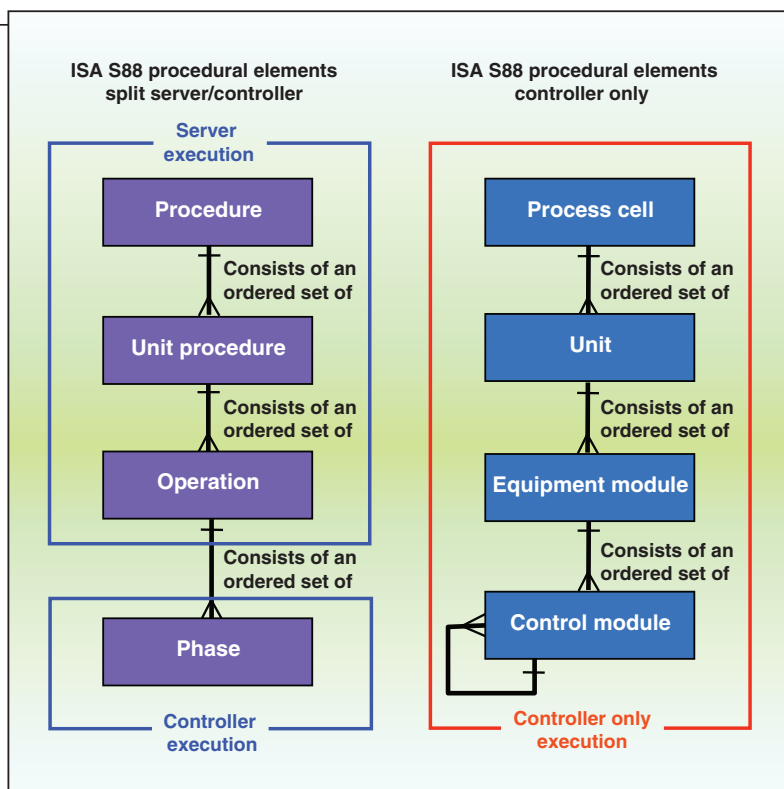 ISA S88 procedural elements
split server/controller
Server
execution
Procedure
Consists of an
ordered set of
Unit procedure
Consists of an
ordered set of
Operation
Consists of an
ordered set of
Phase
Controller
execution
ISA S88 procedural elements
controller only
Process cell
Consists of an
ordered set of
Unit
Consists of an
ordered set of
Equipment module
Consists of an
ordered set of
Control module
Controller only
execution